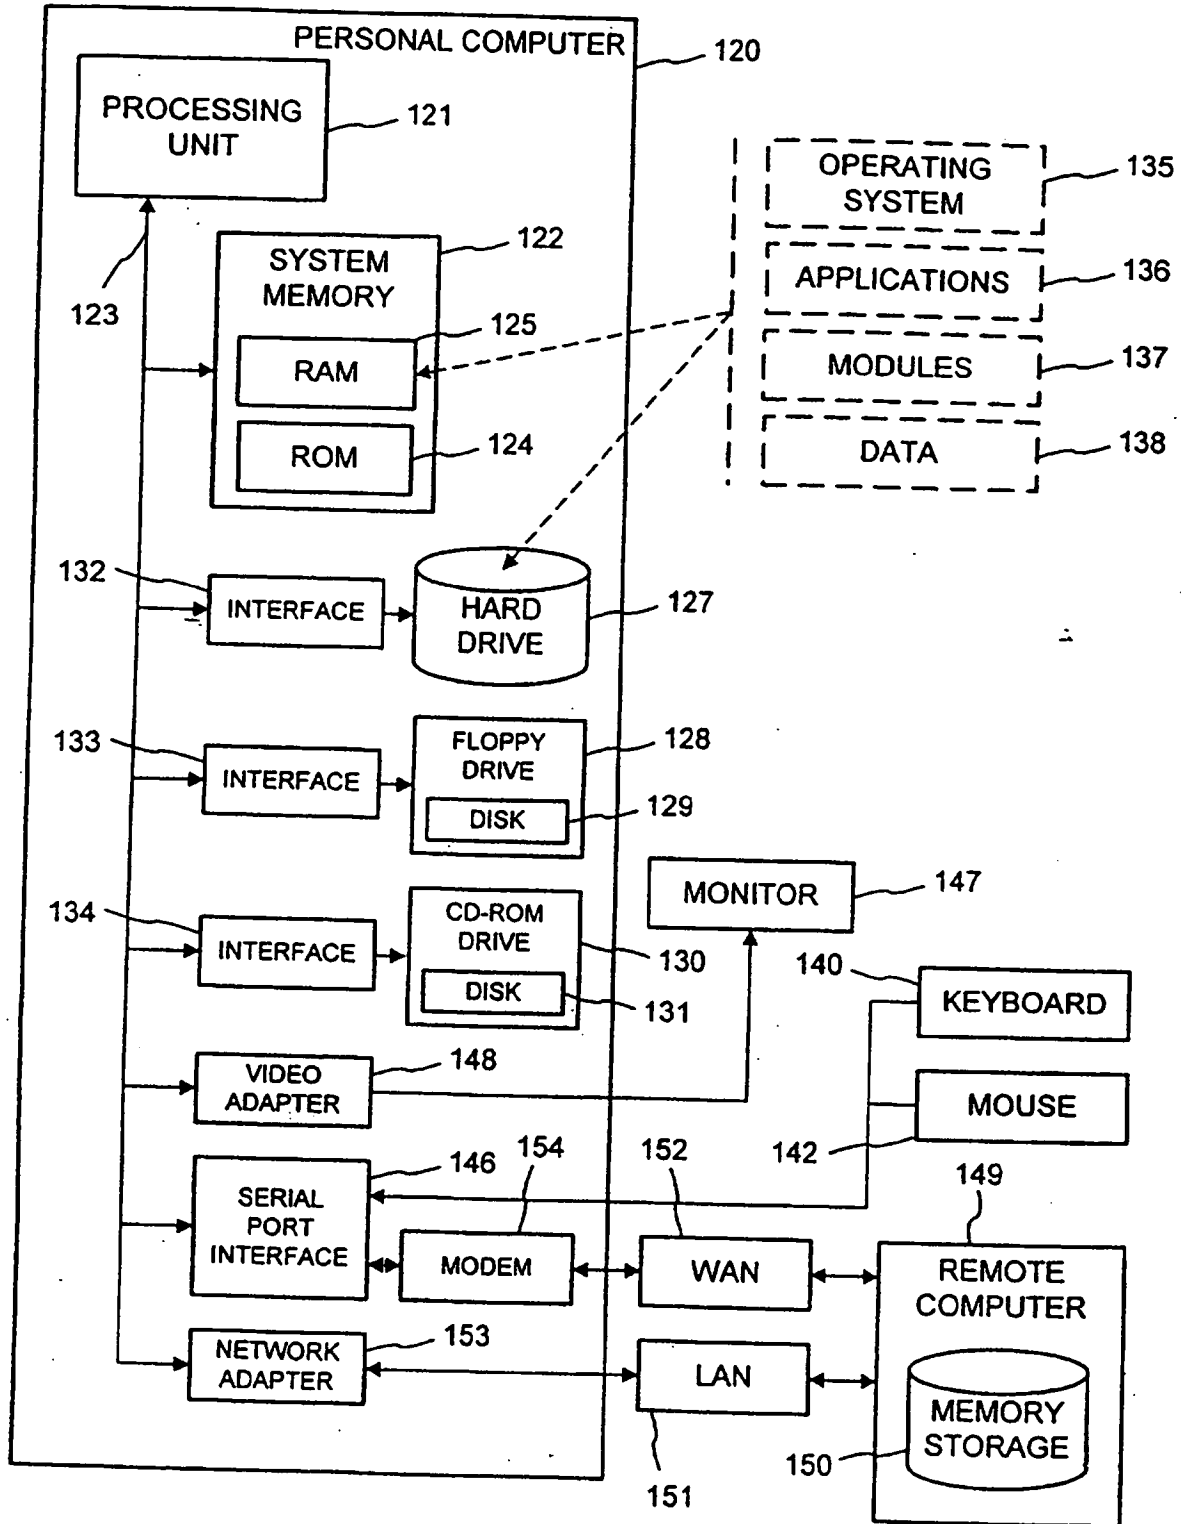 PERSONAL COMPUTER
120
PROCESSING
UNIT
121
123
SYSTEM
MEMORY
122
125
RAM
ROM
124
OPERATING
SYSTEM
135
APPLICATIONS
136
MODULES
137
DATA
138
132
INTERFACE
HARD
DRIVE
127
133
INTERFACE
FLOPPY
DRIVE
128
DISK
129
134
INTERFACE
CD-ROM
DRIVE
130
DISK
131
MONITOR
147
140
KEYBOARD
MOUSE
142
VIDEO
ADAPTER
148
146
SERIAL
PORT
INTERFACE
154
MODEM
152
WAN
149
REMOTE
COMPUTER
NETWORK
ADAPTER
153
LAN
151
MEMORY
STORAGE
150